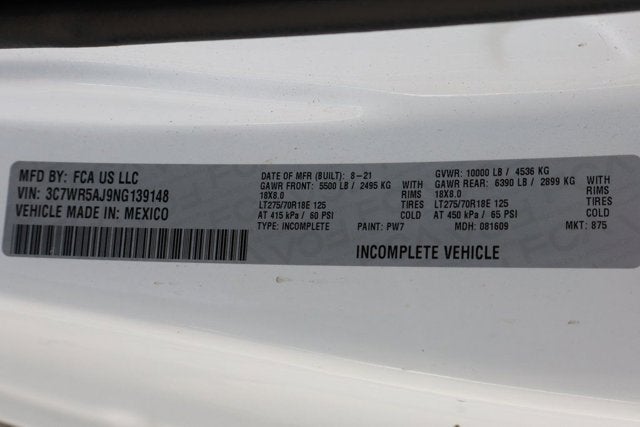 MFD BY: FCA US LLC
VIN: 3C7WR5AJ9NG139148
VEHICLE MADE IN: MEXICO
DATE OF MFR (BUILT): 8-21
GAWR FRONT: 5500 LB / 2495 KG WITH
18X8.0 RIMS
LT275/70R18E 125 TIRES
AT 415 kPa / 60 PSI COLD
TYPE: INCOMPLETE PAINT: PW7
GVWR: 10000 LB / 4536 KG
GAWR REAR: 6390 LB / 2899 KG WITH
18X8.0 RIMS
LT275/70R18E 125 TIRES
AT 450 kPa / 65 PSI COLD
MDH: 081609 MKT: 875
INCOMPLETE VEHICLE